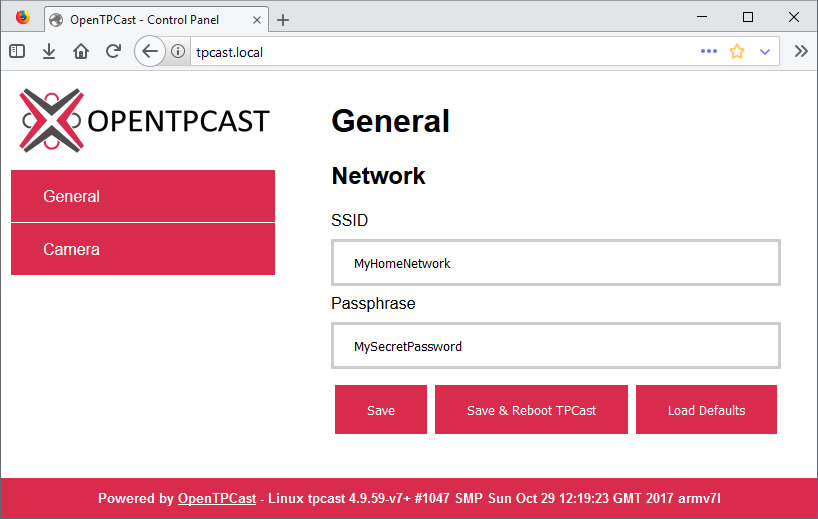 OpenTPCast - Control Panel
tpcast.local
OPENTPCAST
General
Camera
General
Network
SSID
MyHomeNetwork
Passphrase
MySecretPassword
Save
Save & Reboot TPCast
Load Defaults
Powered by OpenTPCast - Linux tpcast 4.9.59-v7+ #1047 SMP Sun Oct 29 12:19:23 GMT 2017 armv7l